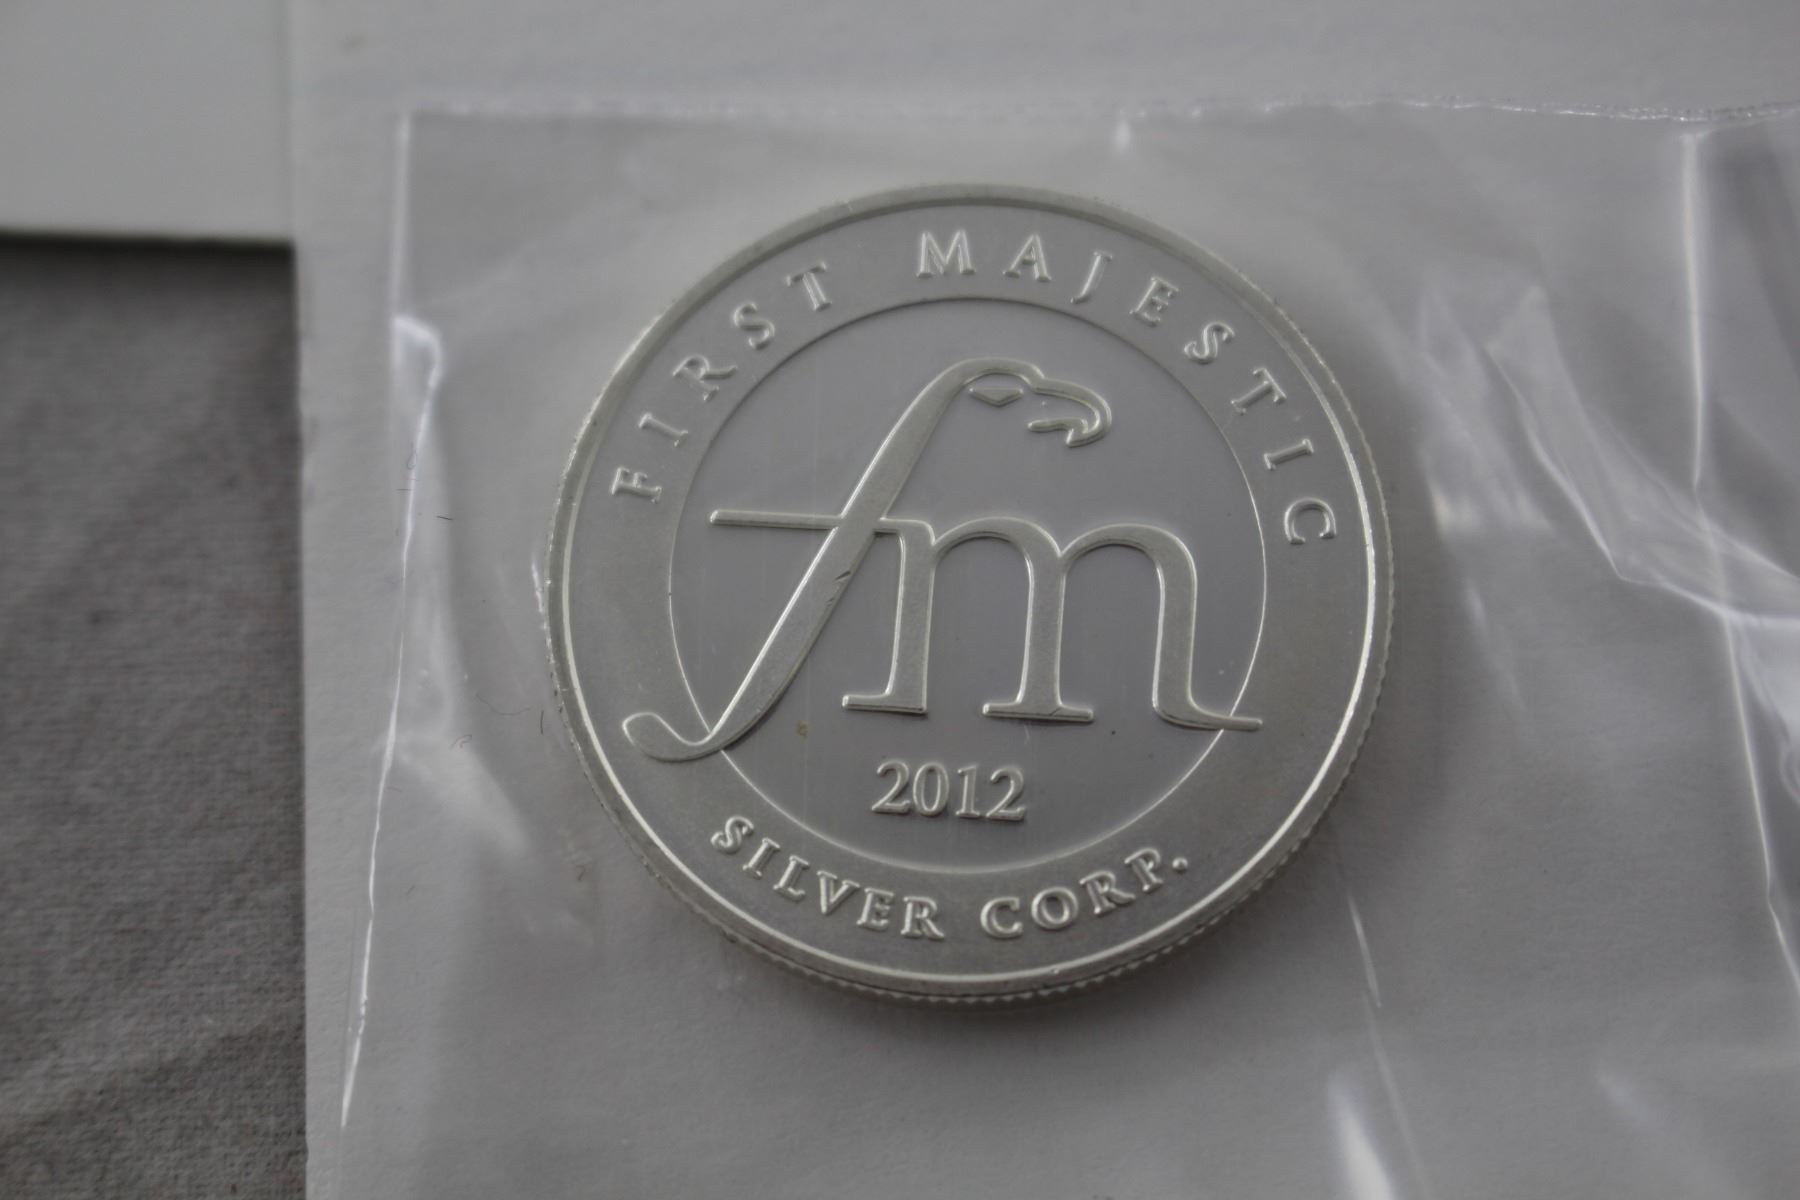 FIRST MAJESTIC
fm
2012
SILVER CORP.